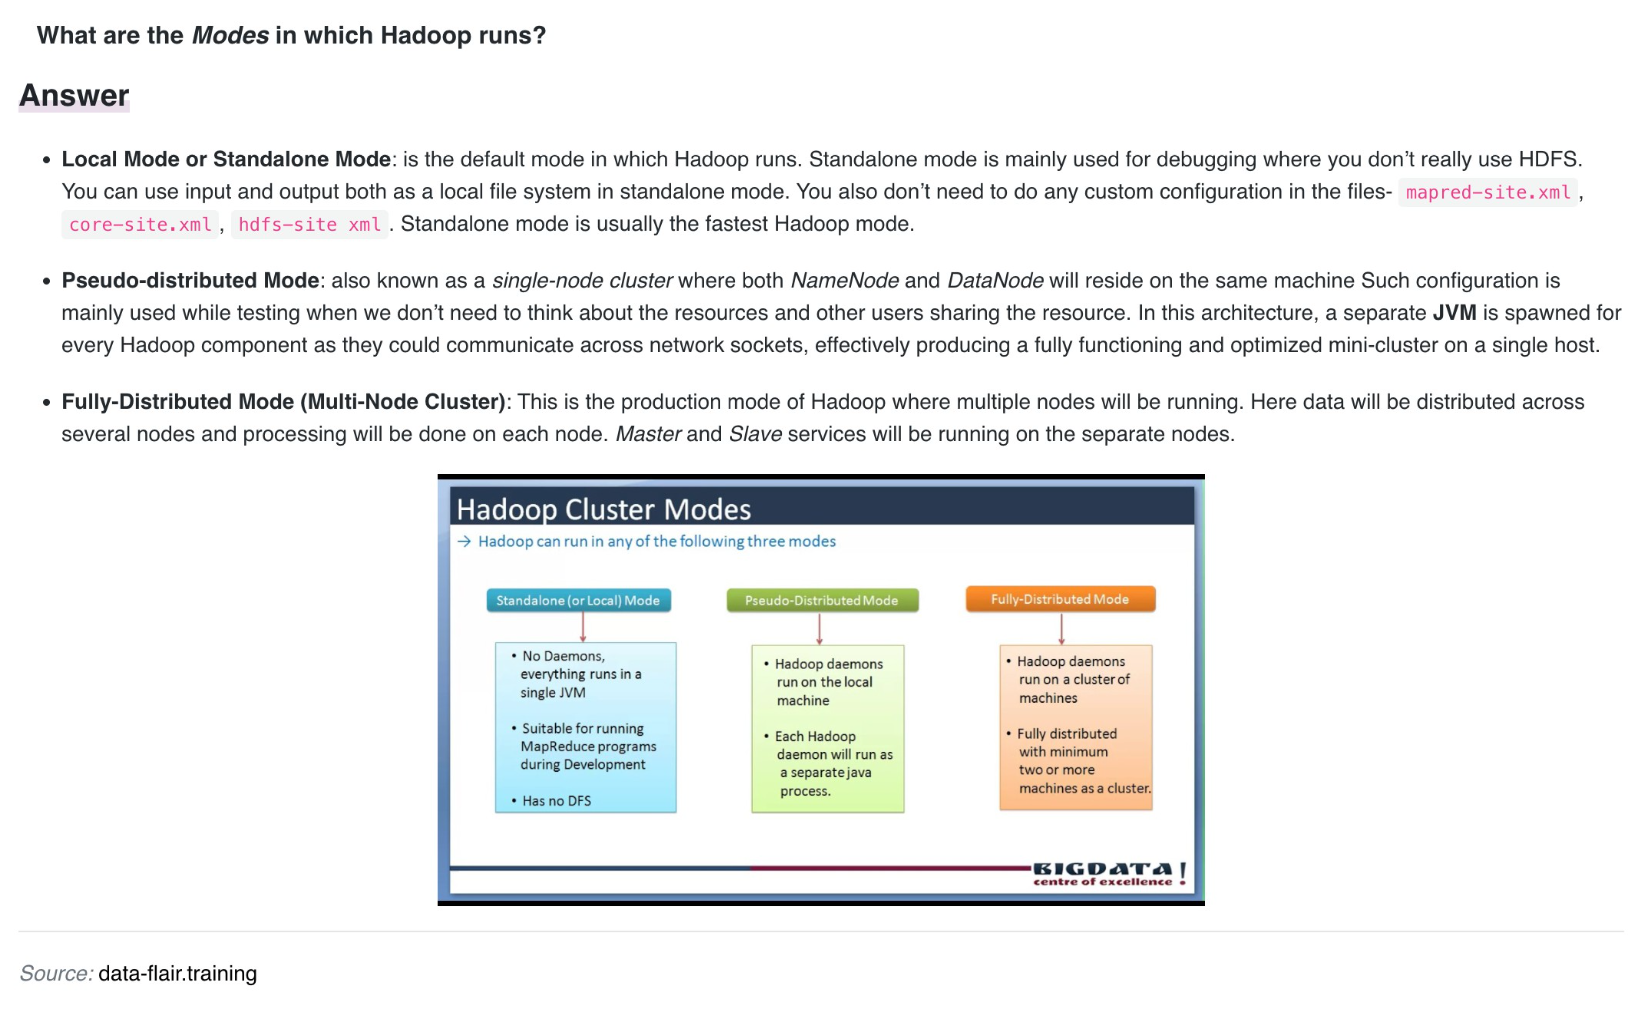 What are the Modes in which Hadoop runs?
Answer
• Local Mode or Standalone Mode: is the default mode in which Hadoop runs. Standalone mode is mainly used for debugging where you don’t really use HDFS.
You can use input and output both as a local file system in standalone mode. You also don’t need to do any custom configuration in the files- mapred-site.xml ,
core-site.xml , hdfs-site xml . Standalone mode is usually the fastest Hadoop mode.
• Pseudo-distributed Mode: also known as a single-node cluster where both NameNode and DataNode will reside on the same machine Such configuration is
mainly used while testing when we don’t need to think about the resources and other users sharing the resource. In this architecture, a separate JVM is spawned for
every Hadoop component as they could communicate across network sockets, effectively producing a fully functioning and optimized mini-cluster on a single host.
• Fully-Distributed Mode (Multi-Node Cluster): This is the production mode of Hadoop where multiple nodes will be running. Here data will be distributed across
several nodes and processing will be done on each node. Master and Slave services will be running on the separate nodes.
Hadoop Cluster Modes
→ Hadoop can run in any of the following three modes
Standalone (or Local) Mode
• No Daemons,
everything runs in a
single JVM
• Suitable for running
MapReduce programs
during Development
• Has no DFS
Pseudo-Distributed Mode
• Hadoop daemons
run on the local
machine
• Each Hadoop
daemon will run as
a separate java
process.
Fully-Distributed Mode
• Hadoop daemons
run on a cluster of
machines
• Fully distributed
with minimum
two or more
machines as a cluster.
BIGDATA!
centre of excellence
Source: data-flair.training